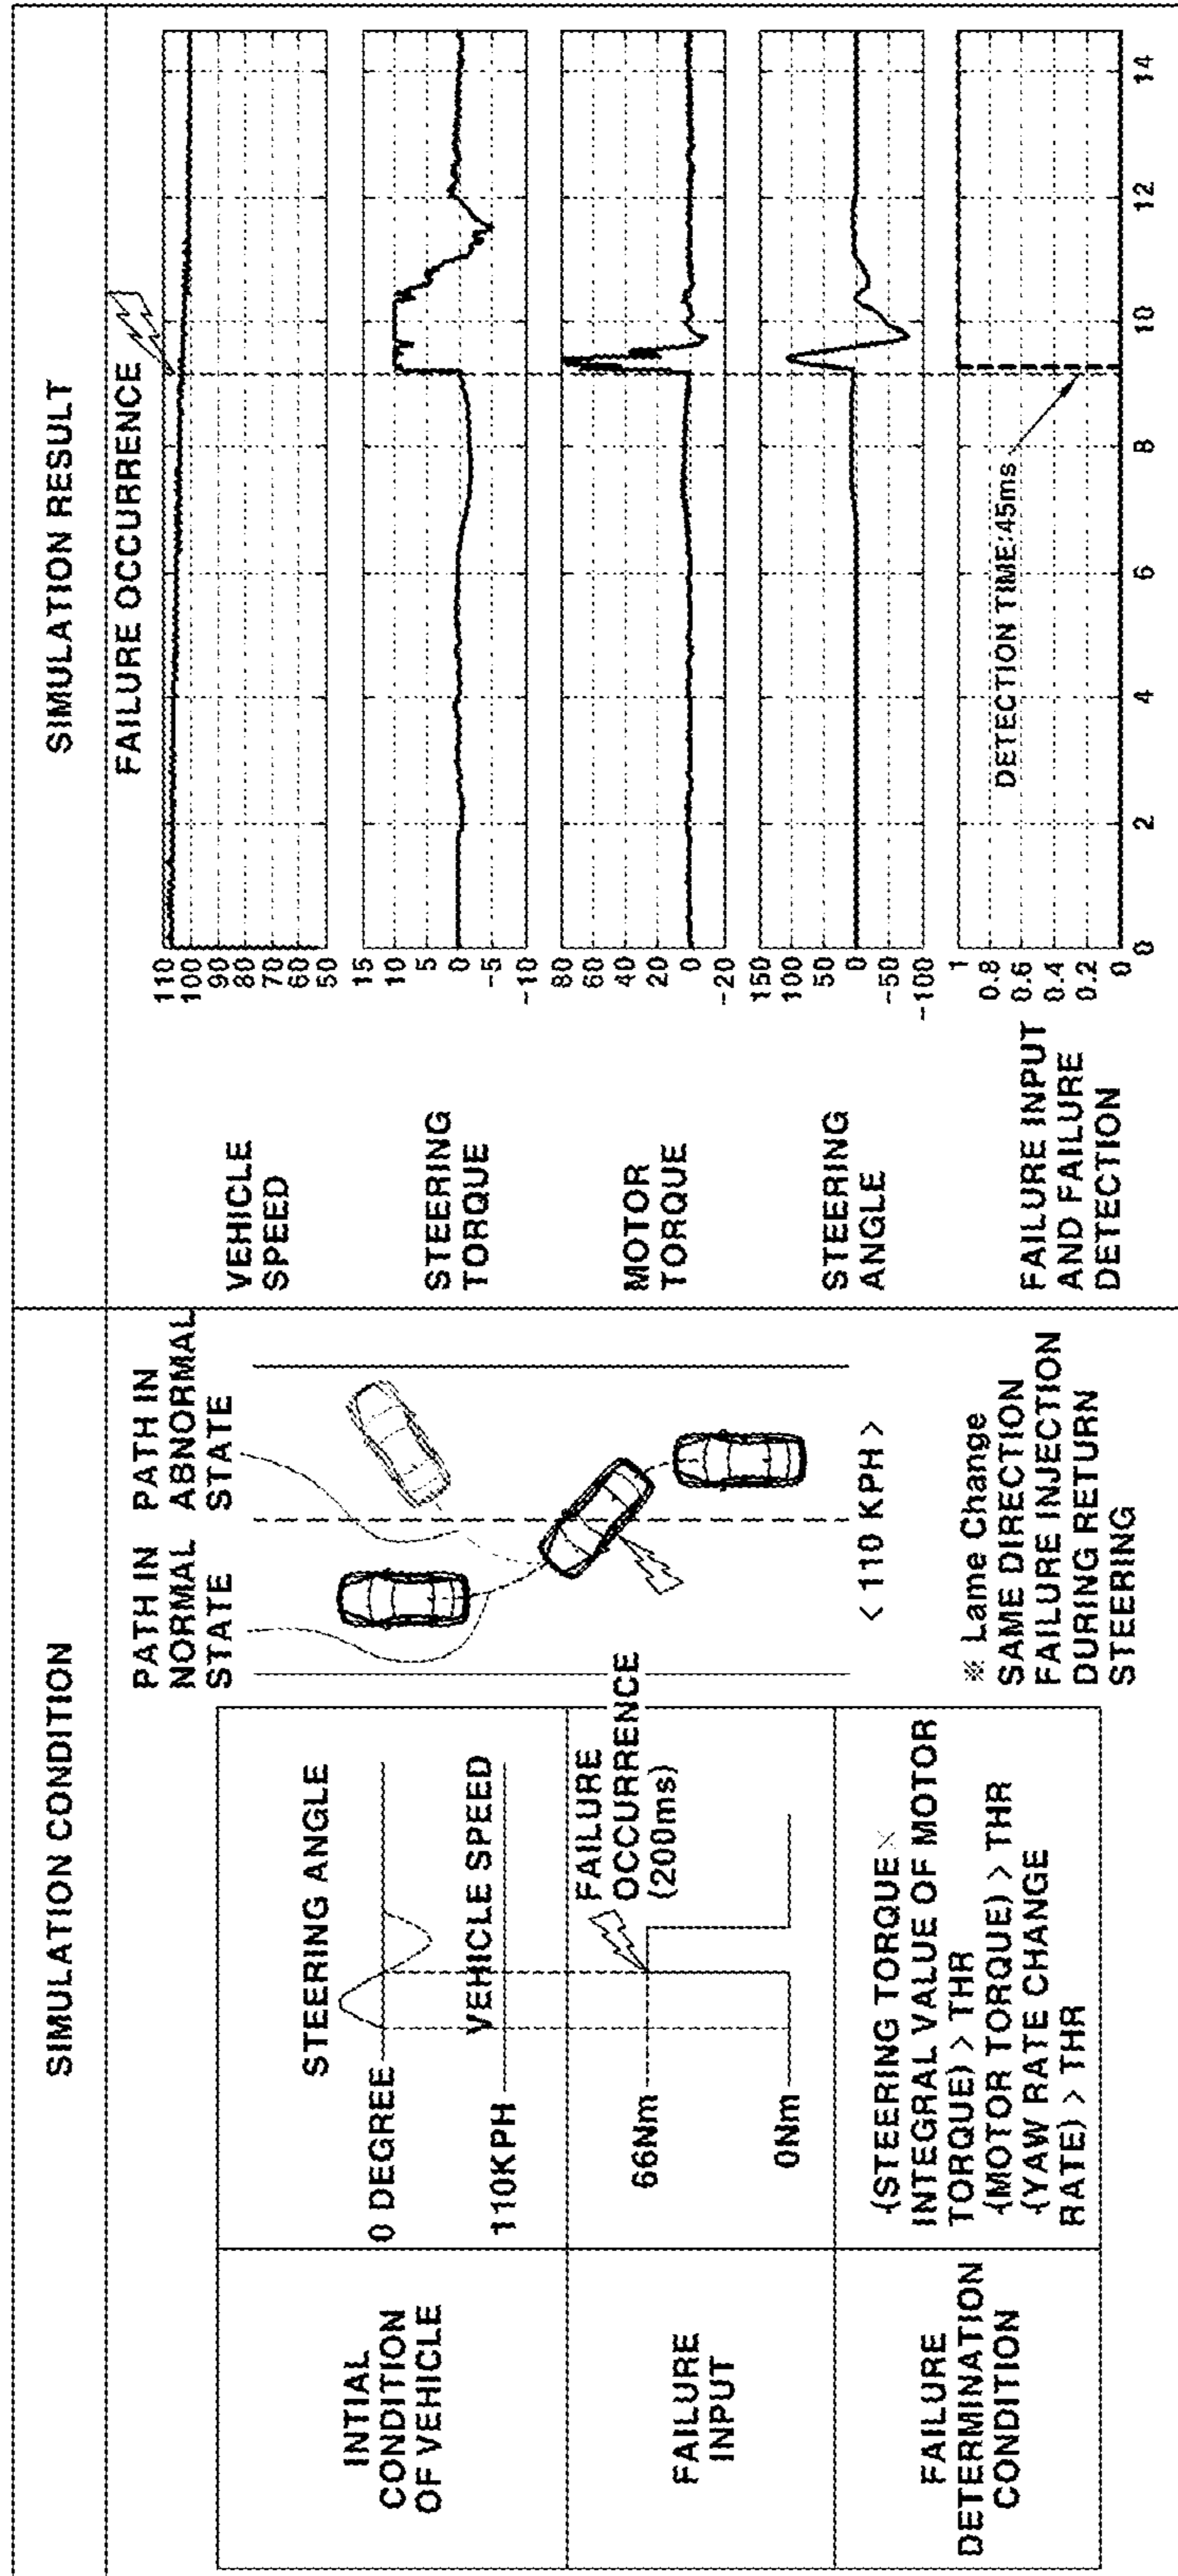 SIMULATION CONDITION
SIMULATION RESULT
INTIAL
CONDITION
OF VEHICLE
STEERING ANGLE
0 DEGREE
VEHICLE SPEED
110KPH
FAILURE
INPUT
FAILURE
OCCURRENCE
(200ms)
66Nm
0Nm
FAILURE
DETERMINATION
CONDITION
-(STEERING TORQUE ×
INTEGRAL VALUE OF MOTOR
TORQUE) > THR
-(MOTOR TORQUE) > THR
-(YAW RATE CHANGE
RATE) > THR
PATH IN
NORMAL
STATE
PATH IN
ABNORMAL
STATE
< 110 KPH >
※ Lame Change
SAME DIRECTION
FAILURE INJECTION
DURING RETURN
STEERING
FAILURE OCCURRENCE
VEHICLE
SPEED
110
100
90
80
70
60
50
STEERING
TORQUE
15
10
5
0
-5
-10
MOTOR
TORQUE
80
60
40
20
0
-20
STEERING
ANGLE
150
100
50
0
-50
-100
FAILURE INPUT
AND FAILURE
DETECTION
1
0.8
0.6
0.4
0.2
0
DETECTION TIME:45ms
0 2 4 6 8 10 12 14